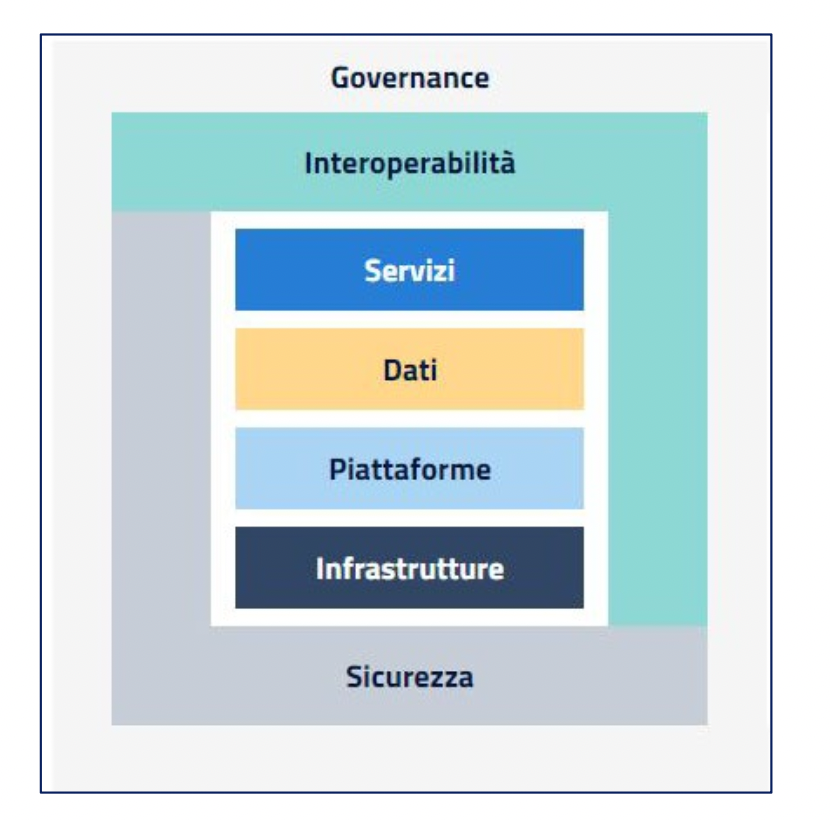 Governance
Interoperabilità
Servizi
Dati
Piattaforme
Infrastrutture
Sicurezza